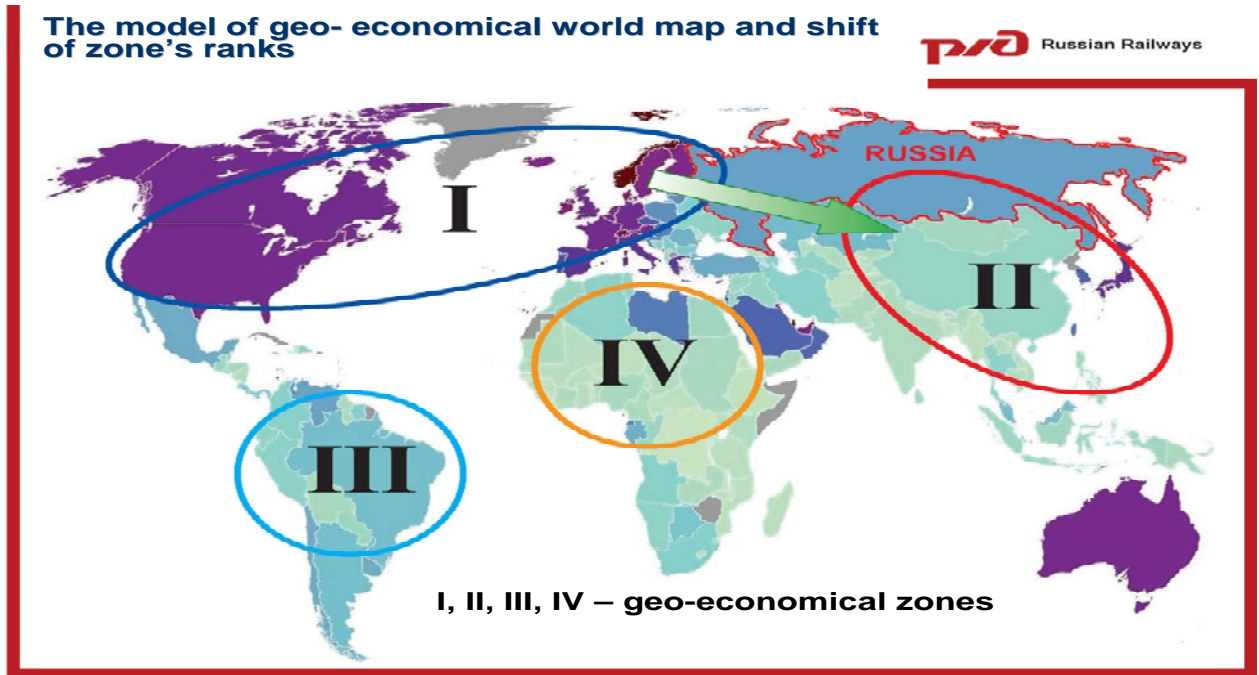 The model of geo- economical world map and shift
of zone's ranks
ржд Russian Railways
RUSSIA
I
II
IV
III
I, II, III, IV – geo-economical zones